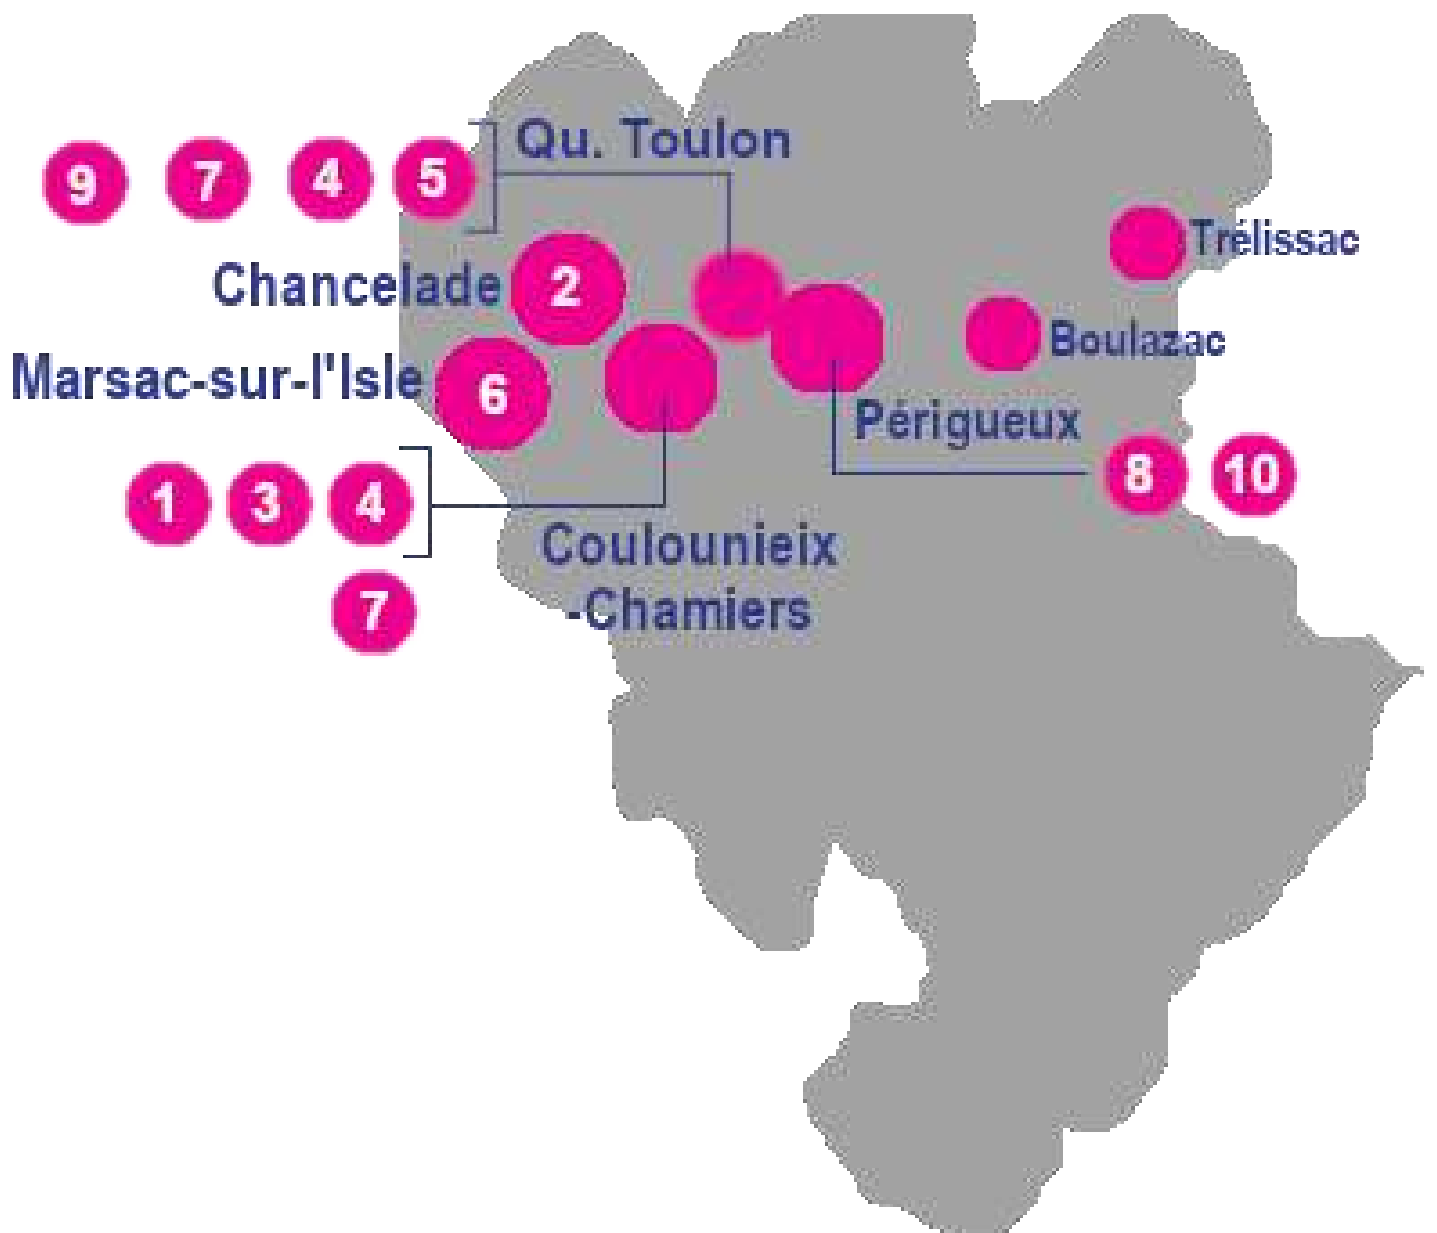 Qu. Toulon
9 7 4 5
Trélissac
Chancelade 2
Boulazac
Marsac-sur-l'Isle 6
Périgueux
8 10
1 3 4
Coulounieix
-Chamiers
7